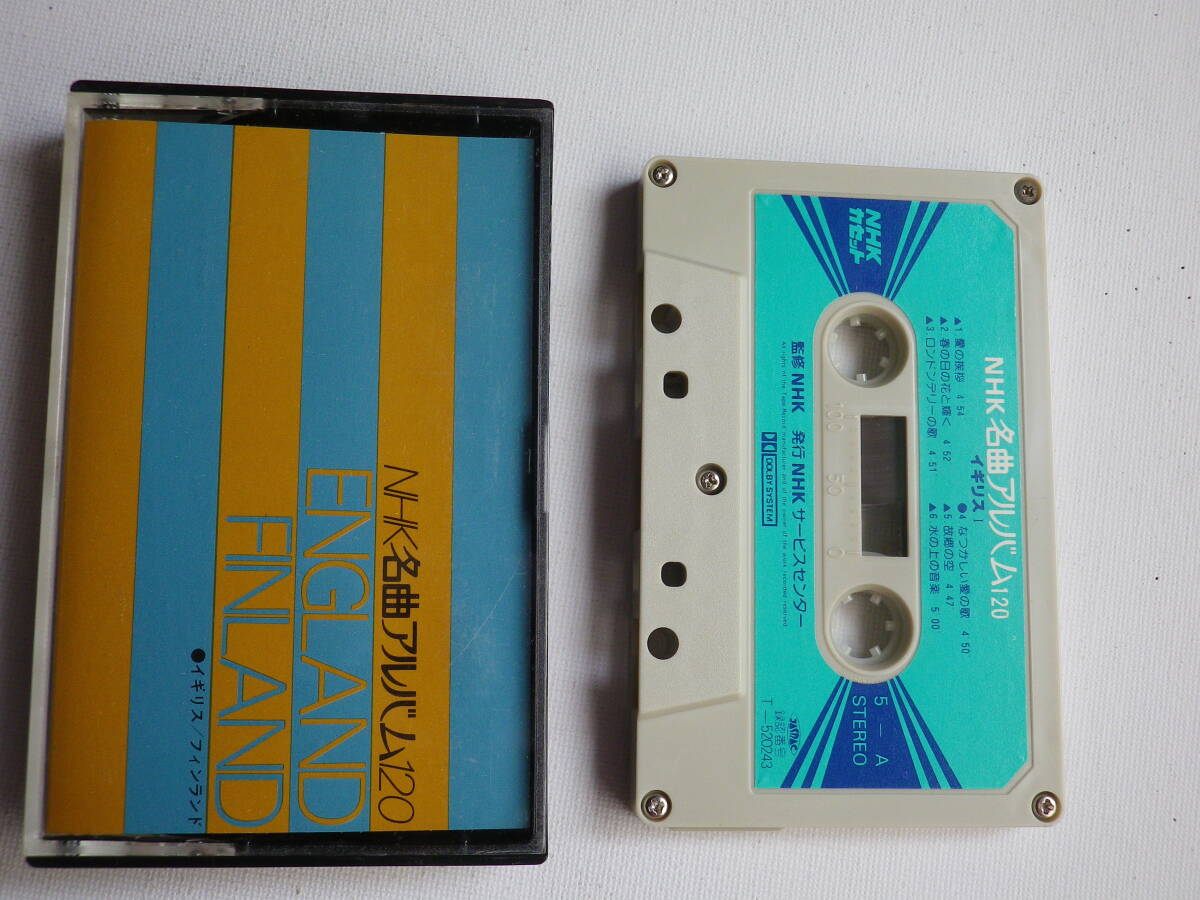 NHK名曲アルバム120
ENGLAND
FINLAND
●イギリス/フィンランド
NHK
カセット
NHK名曲アルバム120
イギリス I
▲1. 愛の挨拶 4′54
▲2. 春の日の花と輝く 4′52
▲3. ロンドンデリーの歌 4′51
●4. なつかしい愛の歌 4′50
▲5. 故郷の空 4′47
▲6. 水の上の音楽 5′00
100 50 0
監修 NHK 発行 NHKサービスセンター
DOLBY SYSTEM
5-A
STEREO
JASRAC
T-520243